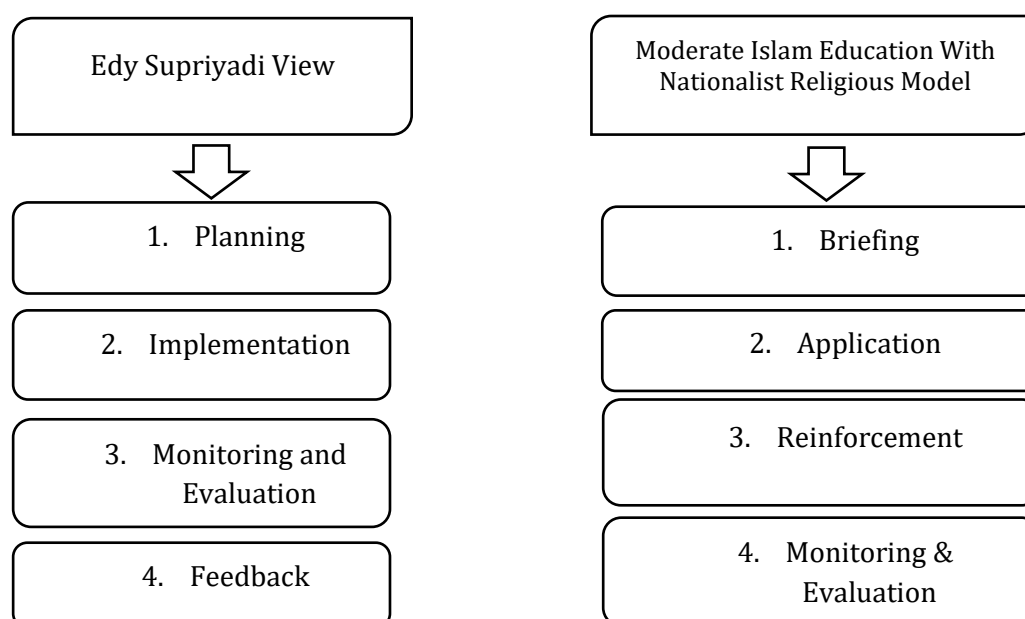 Edy Supriyadi View
1. Planning
2. Implementation
3. Monitoring and
Evaluation
4. Feedback
Moderate Islam Education With
Nationalist Religious Model
1. Briefing
2. Application
3. Reinforcement
4. Monitoring &
Evaluation